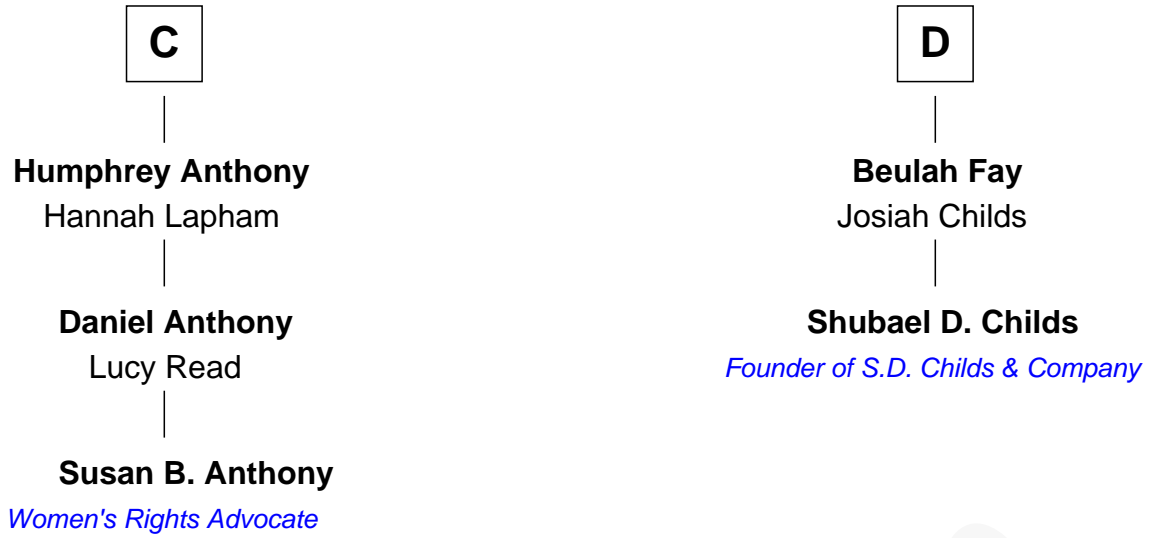 C
Humphrey Anthony
Hannah Lapham
Daniel Anthony
Lucy Read
Susan B. Anthony
Women's Rights Advocate
D
Beulah Fay
Josiah Childs
Shubael D. Childs
Founder of S.D. Childs & Company